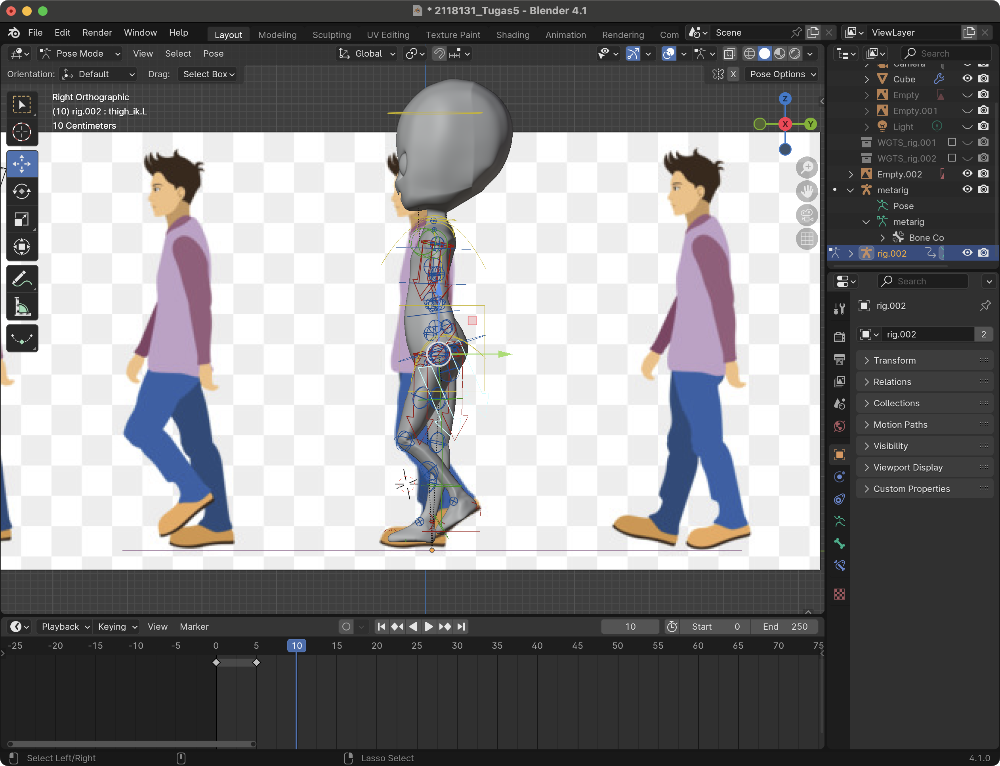 * 2118131_Tugas5 - Blender 4.1
File Edit Render Window Help Layout Modeling Sculpting UV Editing Texture Paint Shading Animation Rendering Com Scene ViewLayer
Pose Mode View Select Pose Global Search
Orientation: Default Drag: Select Box X Pose Options
Right Orthographic
(10) rig.002 : thigh_ik.L
10 Centimeters
Z
X
Y
Camera
Cube
Empty
Empty.001
Light
WGTS_rig.001
WGTS_rig.002
Empty.002
metarig
Pose
metarig
Bone Co
rig.002
Search
rig.002
rig.002 2
Transform
Relations
Collections
Motion Paths
Visibility
Viewport Display
Custom Properties
Playback Keying View Marker 10 Start 0 End 250
-25 -20 -15 -10 -5 0 5 10 15 20 25 30 35 40 45 50 55 60 65 70 75
Select Left/Right Lasso Select 4.1.0